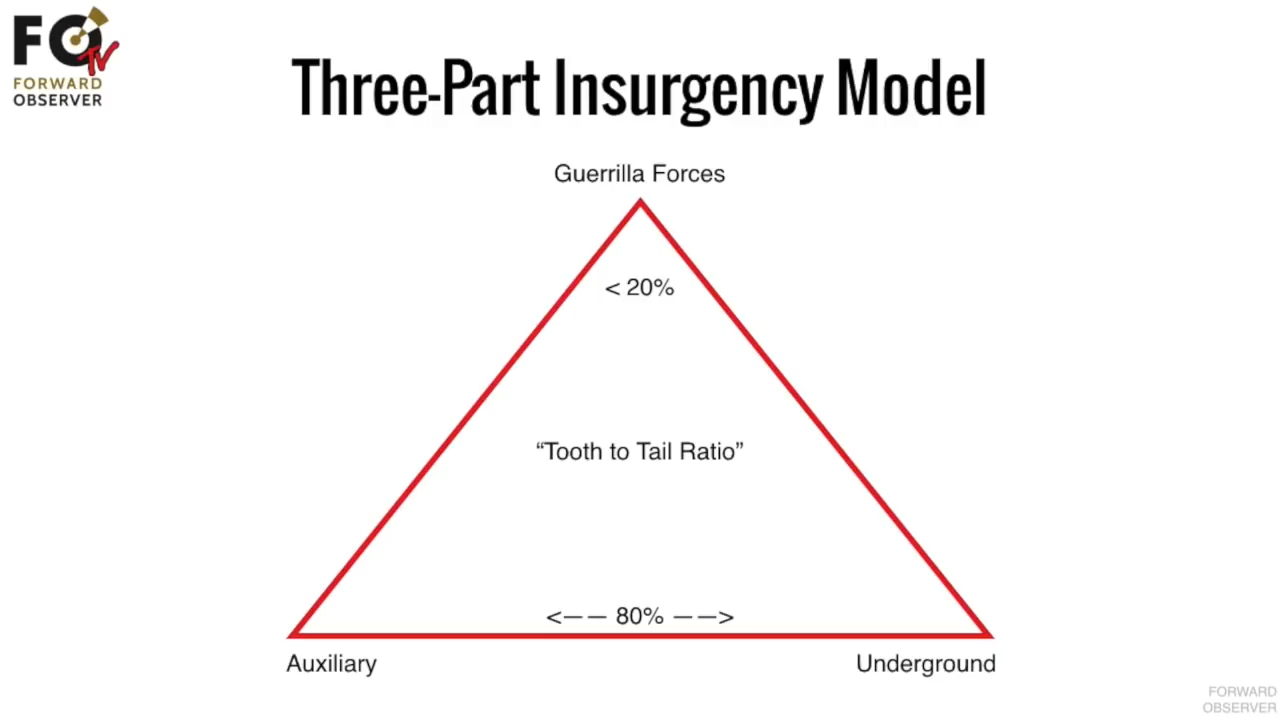 FO
TV
FORWARD
OBSERVER
Three-Part Insurgency Model
Guerrilla Forces
< 20%
“Tooth to Tail Ratio”
<—— 80% ——>
Auxiliary
Underground
FORWARD
OBSERVER